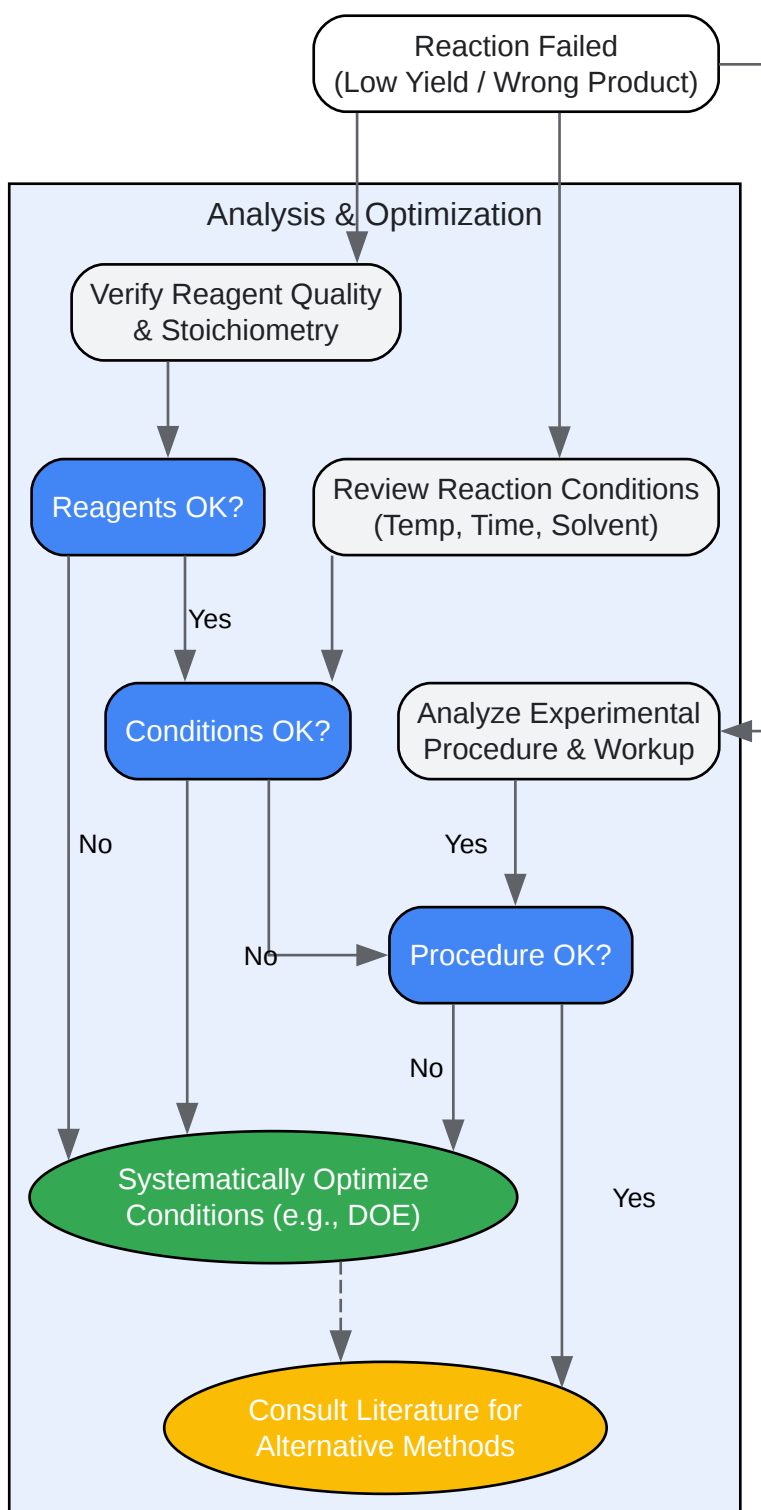 Reaction Failed
(Low Yield / Wrong Product)
Analysis & Optimization
Verify Reagent Quality
& Stoichiometry
Reagents OK?
Review Reaction Conditions
(Temp, Time, Solvent)
Yes
Conditions OK?
Analyze Experimental
Procedure & Workup
No
Yes
No
Procedure OK?
No
Systematically Optimize
Conditions (e.g., DOE)
Yes
Consult Literature for
Alternative Methods